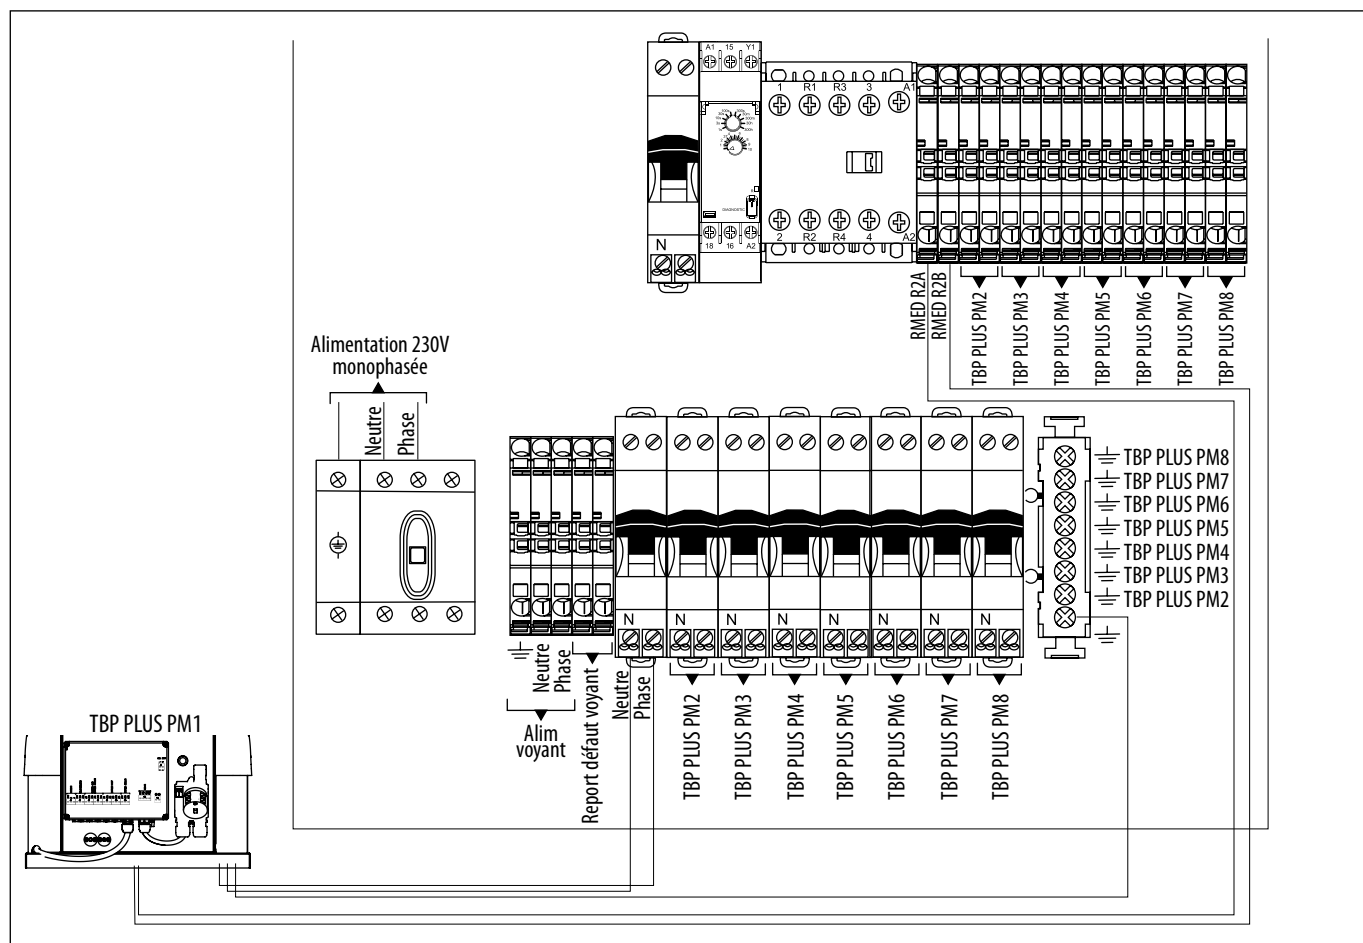 A1 15 Y1
1 R1 R3 3 A1
DIAGNOSTIC
2 R2 R4 4 A2
N
18 16 A2
RMED R2A
RMED R2B
TBP PLUS PM2
TBP PLUS PM3
TBP PLUS PM4
TBP PLUS PM5
TBP PLUS PM6
TBP PLUS PM7
TBP PLUS PM8
Alimentation 230V
monophasée
Neutre
Phase
TBP PLUS PM8
TBP PLUS PM7
TBP PLUS PM6
TBP PLUS PM5
TBP PLUS PM4
TBP PLUS PM3
TBP PLUS PM2
N N N N N N N N
Neutre
Phase
Alim
voyant
Report défaut voyant
Neutre
Phase
TBP PLUS PM2
TBP PLUS PM3
TBP PLUS PM4
TBP PLUS PM5
TBP PLUS PM6
TBP PLUS PM7
TBP PLUS PM8
TBP PLUS PM1